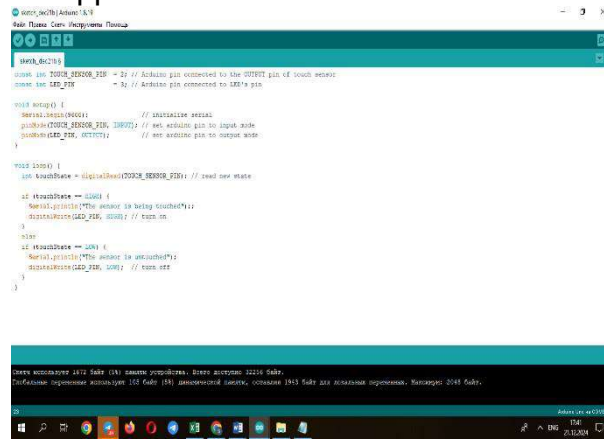 sketch_dec21b | Arduino 1.8.19
Файл Правка Скетч Инструменты Помощь
sketch_dec21b §
const int TOUCH_SENSOR_PIN = 2; // Arduino pin connected to the OUTPUT pin of touch sensor
const int LED_PIN = 3; // Arduino pin connected to LED's pin
void setup() {
Serial.begin(9600); // initialize serial
pinMode(TOUCH_SENSOR_PIN, INPUT); // set arduino pin to input mode
pinMode(LED_PIN, OUTPUT); // set arduino pin to output mode
}
void loop() {
int touchState = digitalRead(TOUCH_SENSOR_PIN); // read new state
if (touchState == HIGH) {
Serial.println("The sensor is being touched");;
digitalWrite(LED_PIN, HIGH); // turn on
}
else
if (touchState == LOW) {
Serial.println("The sensor is untouched");
digitalWrite(LED_PIN, LOW); // turn off
}
}
Скетч использует 1872 байт (5%) памяти устройства. Всего доступно 32256 байт.
Глобальные переменные используют 105 байт (5%) динамической памяти, оставляя 1943 байт для локальных переменных. Максимум: 2048 байт.
23
ENG
17:41
21.12.2024